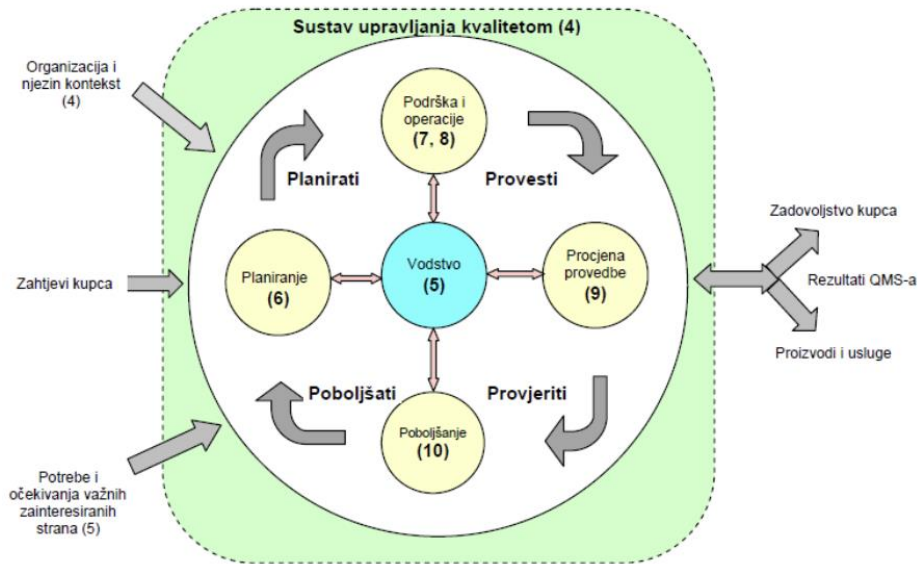 Sustav upravljanja kvalitetom (4)
Organizacija i
njezin kontekst
(4)
Podrška i
operacije
(7, 8)
Planirati
Provesti
Zadovoljstvo kupca
Zahtjevi kupca
Planiranje
(6)
Vodstvo
(5)
Procjena
provedbe
(9)
Rezultati QMS-a
Proizvodi i usluge
Poboljšati
Provjeriti
Poboljšanje
(10)
Potrebe i
očekivanja važnih
zainteresiranih
strana (5)